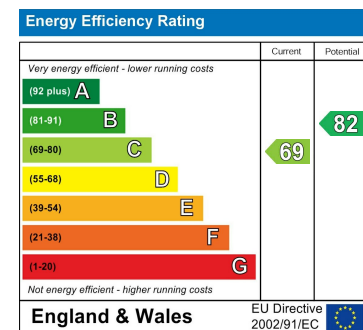 Energy Efficiency Rating
Current Potential
Very energy efficient - lower running costs
(92 plus) A
(81-91) B
82
(69-80) C
69
(55-68) D
(39-54) E
(21-38) F
(1-20) G
Not energy efficient - higher running costs
England & Wales
EU Directive
2002/91/EC